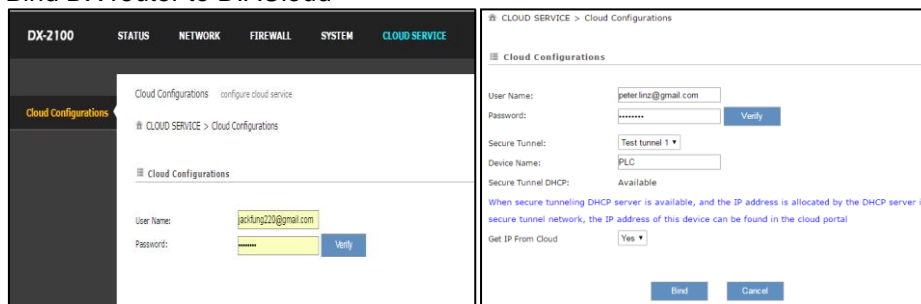 Bind DX router to DIACloud
DX-2100 STATUS NETWORK FIREWALL SYSTEM CLOUD SERVICE
Cloud Configurations
Cloud Configurations configure cloud service
CLOUD SERVICE > Cloud Configurations
Cloud Configurations
User Name: jackfung220@gmail.com
Password: •••••••• Verify
CLOUD SERVICE > Cloud Configurations
Cloud Configurations
User Name: peter.linz@gmail.com
Password: •••••••• Verify
Secure Tunnel: Test tunnel 1
Device Name: PLC
Secure Tunnel DHCP: Available
When secure tunneling DHCP server is available, and the IP address is allocated by the DHCP server i
secure tunnel network, the IP address of this device can be found in the cloud portal
Get IP From Cloud Yes
Bind Cancel